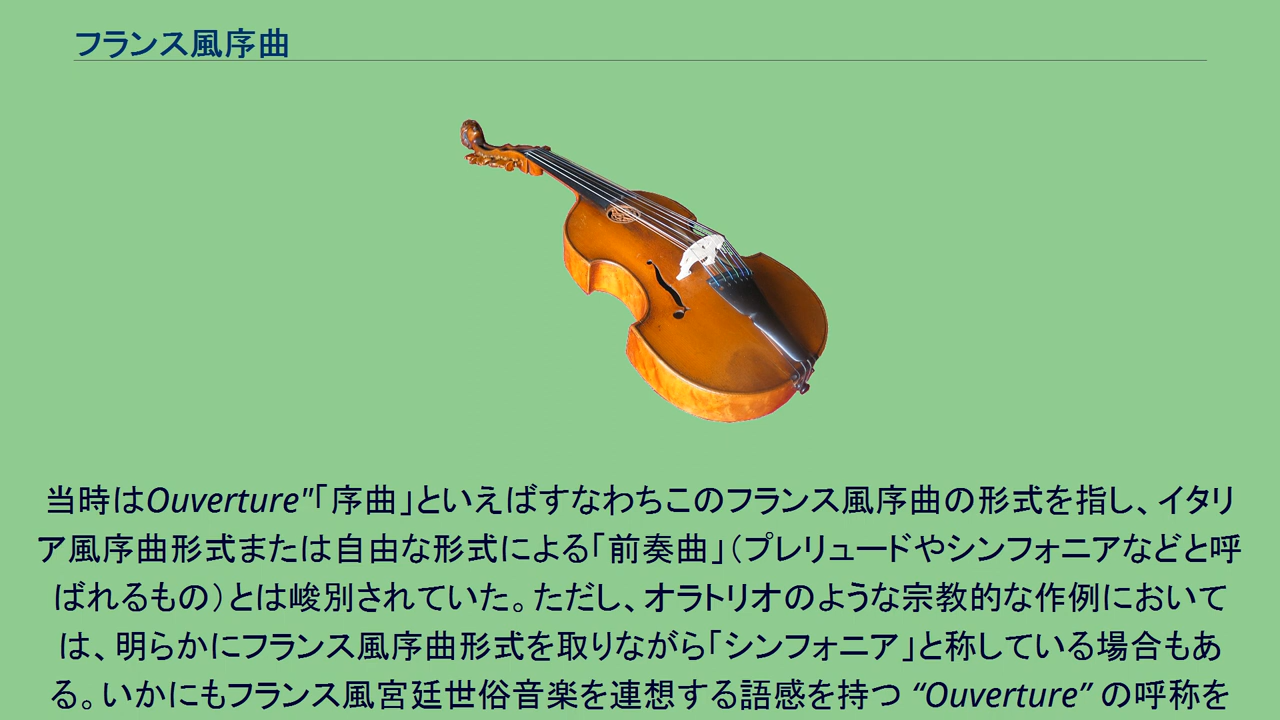 フランス風序曲
当時はOuverture"「序曲」といえばすなわちこのフランス風序曲の形式を指し、イタリ
ア風序曲形式または自由な形式による「前奏曲」（プレリュードやシンフォニアなどと呼
ばれるもの）とは峻別されていた。ただし、オラトリオのような宗教的な作例において
は、明らかにフランス風序曲形式を取りながら「シンフォニア」と称している場合もあ
る。いかにもフランス風宮廷世俗音楽を連想する語感を持つ “Ouverture” の呼称を